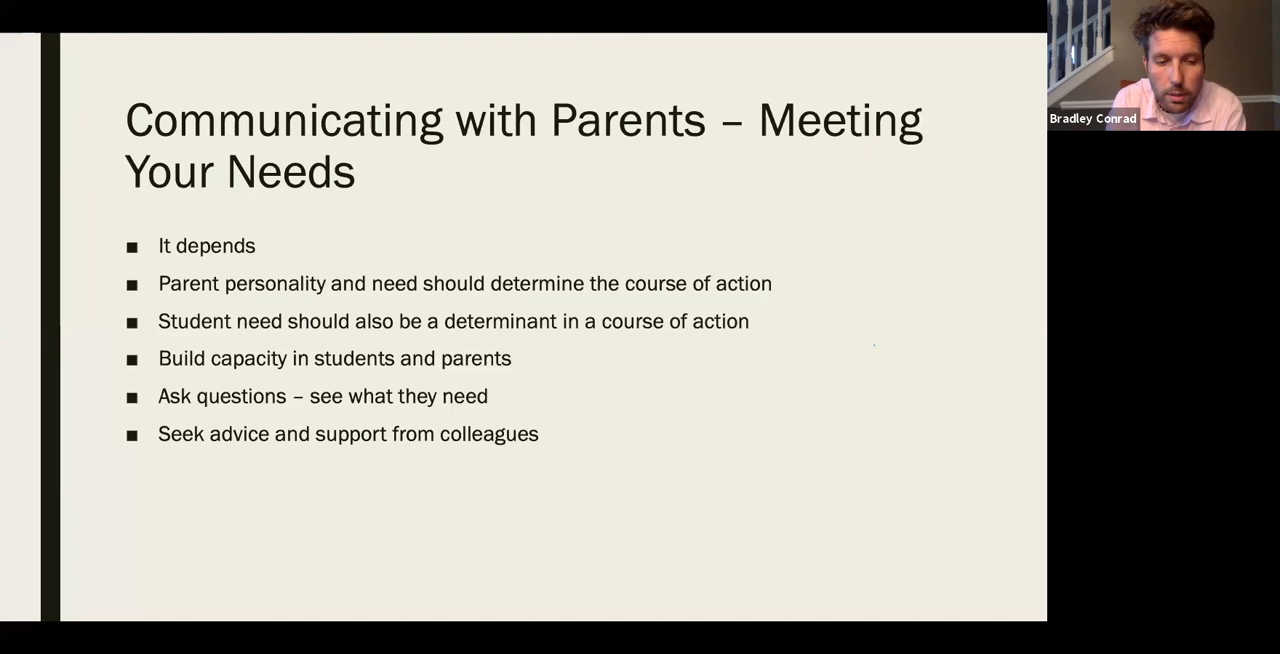 Communicating with Parents – Meeting
Your Needs
■ It depends
■ Parent personality and need should determine the course of action
■ Student need should also be a determinant in a course of action
■ Build capacity in students and parents
■ Ask questions – see what they need
■ Seek advice and support from colleagues
Bradley Conrad